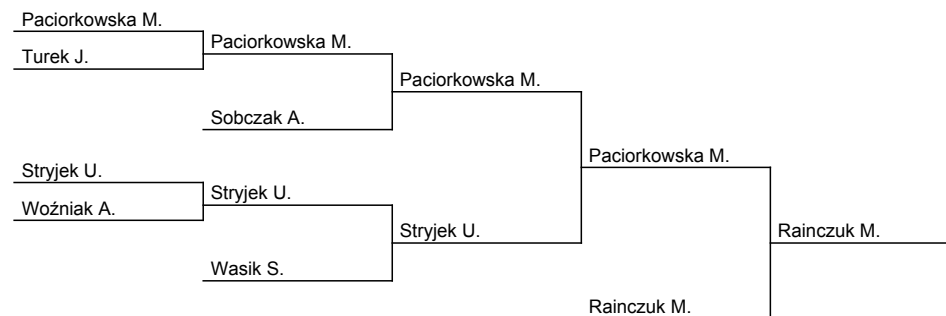 Paciorkowska M.
Turek J.
Paciorkowska M.
Sobczak A.
Paciorkowska M.
Stryjek U.
Woźniak A.
Stryjek U.
Wasik S.
Stryjek U.
Paciorkowska M.
Rainczuk M.
Rainczuk M.